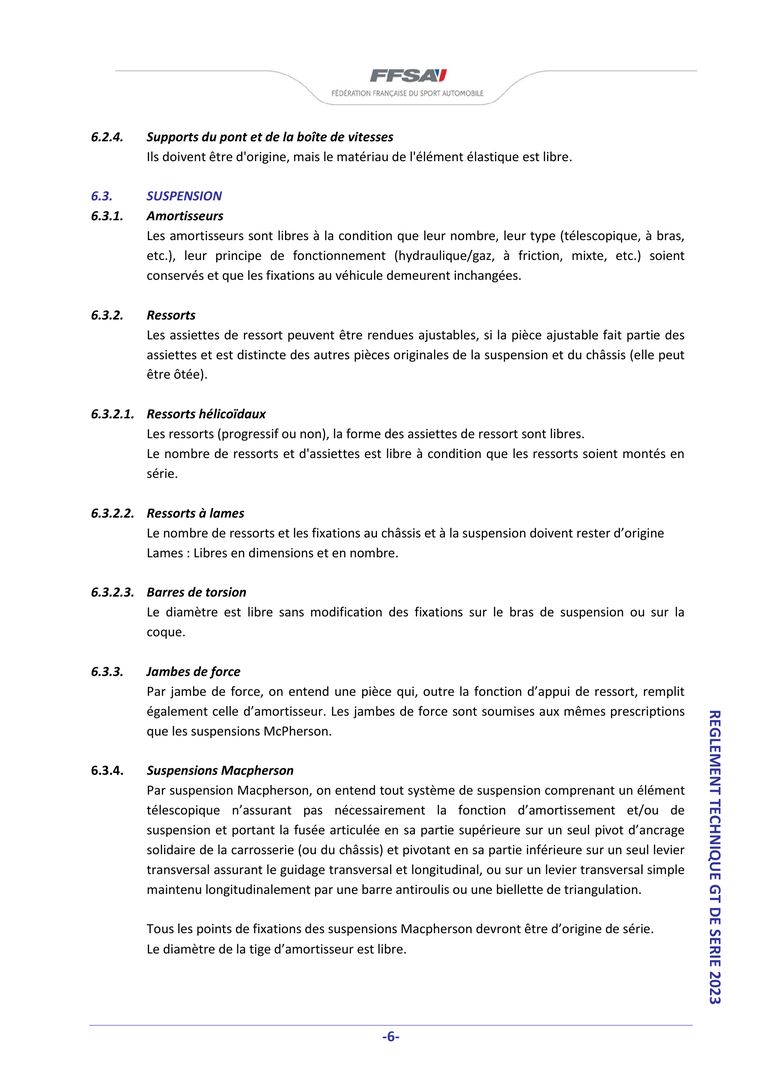 FFSA
FÉDÉRATION FRANÇAISE DU SPORT AUTOMOBILE
6.2.4. Supports du pont et de la boîte de vitesses
Ils doivent être d'origine, mais le matériau de l'élément élastique est libre.
6.3. SUSPENSION
6.3.1. Amortisseurs
Les amortisseurs sont libres à la condition que leur nombre, leur type (télescopique, à bras,
etc.), leur principe de fonctionnement (hydraulique/gaz, à friction, mixte, etc.) soient
conservés et que les fixations au véhicule demeurent inchangées.
6.3.2. Ressorts
Les assiettes de ressort peuvent être rendues ajustables, si la pièce ajustable fait partie des
assiettes et est distincte des autres pièces originales de la suspension et du châssis (elle peut
être ôtée).
6.3.2.1. Ressorts hélicoïdaux
Les ressorts (progressif ou non), la forme des assiettes de ressort sont libres.
Le nombre de ressorts et d'assiettes est libre à condition que les ressorts soient montés en
série.
6.3.2.2. Ressorts à lames
Le nombre de ressorts et les fixations au châssis et à la suspension doivent rester d’origine
Lames : Libres en dimensions et en nombre.
6.3.2.3. Barres de torsion
Le diamètre est libre sans modification des fixations sur le bras de suspension ou sur la
coque.
6.3.3. Jambes de force
Par jambe de force, on entend une pièce qui, outre la fonction d’appui de ressort, remplit
également celle d’amortisseur. Les jambes de force sont soumises aux mêmes prescriptions
que les suspensions McPherson.
6.3.4. Suspensions Macpherson
Par suspension Macpherson, on entend tout système de suspension comprenant un élément
télescopique n’assurant pas nécessairement la fonction d’amortissement et/ou de
suspension et portant la fusée articulée en sa partie supérieure sur un seul pivot d’ancrage
solidaire de la carrosserie (ou du châssis) et pivotant en sa partie inférieure sur un seul levier
transversal assurant le guidage transversal et longitudinal, ou sur un levier transversal simple
maintenu longitudinalement par une barre antiroulis ou une biellette de triangulation.
Tous les points de fixations des suspensions Macpherson devront être d’origine de série.
Le diamètre de la tige d’amortisseur est libre.
REGLEMENT TECHNIQUE GT DE SERIE 2023
-6-